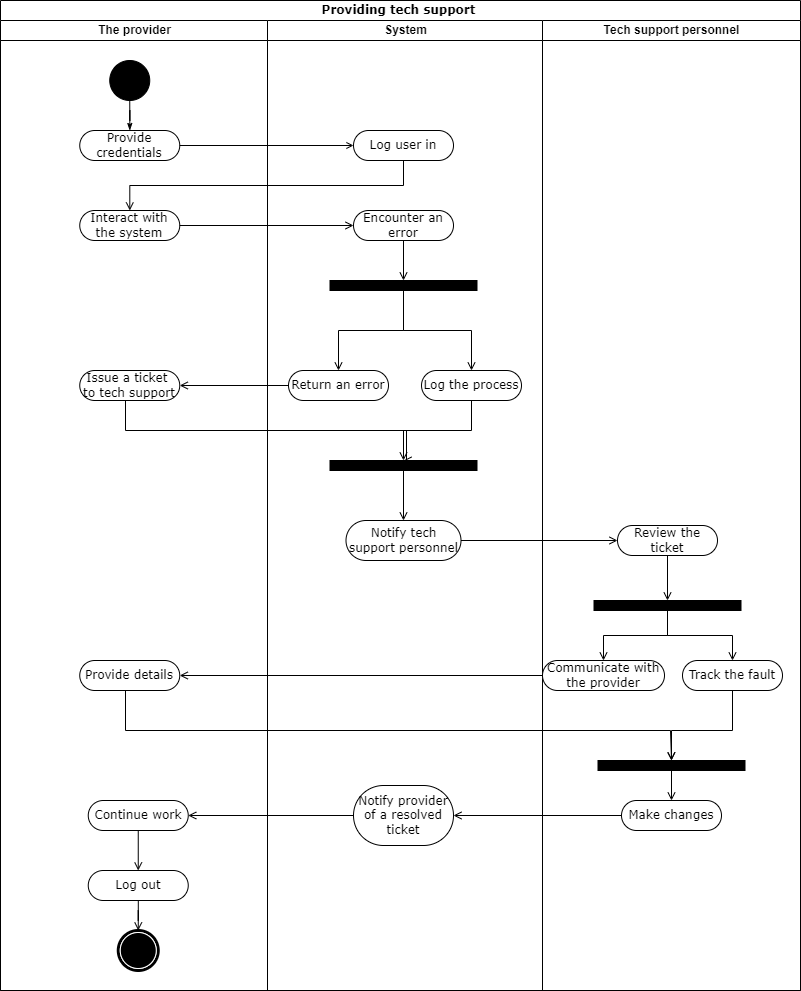 Providing tech support
The provider
System
Tech support personnel
Provide
credentials
Log user in
Interact with
the system
Encounter an
error
Issue a ticket
to tech support
Return an error
Log the process
Notify tech
support personnel
Review the
ticket
Provide details
Communicate with
the provider
Track the fault
Continue work
Notify provider
of a resolved
ticket
Make changes
Log out